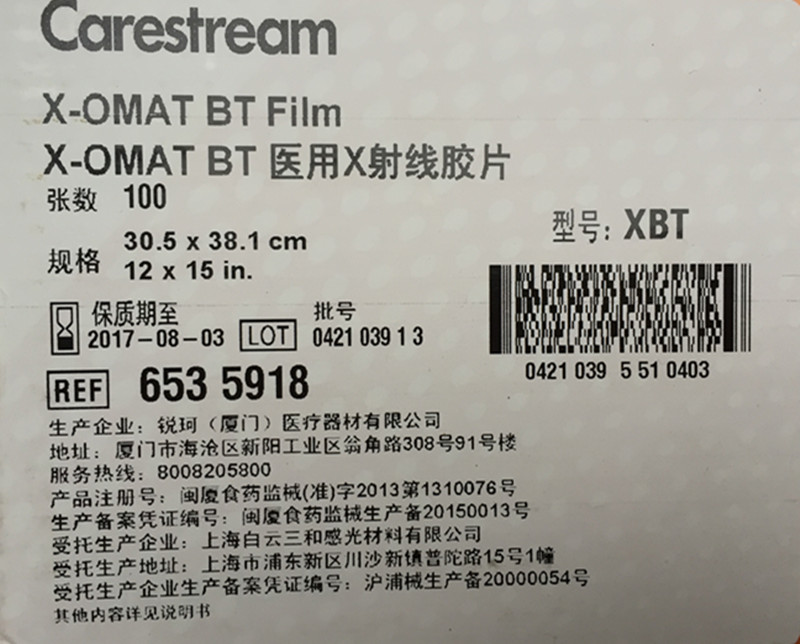 Carestream
X-OMAT BT Film
X-OMAT BT 医用X射线胶片
张数 100
型号: XBT
规格 30.5 x 38.1 cm
12 x 15 in.
保质期至
2017-08-03
LOT
批号
0421 039 1 3
0421 039 5 51 0403
REF 653 5918
生产企业: 锐珂（厦门）医疗器材有限公司
地址: 厦门市海沧区新阳工业区翁角路308号91号楼
服务热线: 8008205800
产品注册号: 闽厦食药监械(准)字2013第1310076号
生产备案凭证编号: 闽厦食药监械生产备20150013号
受托生产企业: 上海白云三和感光材料有限公司
受托生产地址: 上海市浦东新区川沙新镇普陀路15号1幢
受托生产企业生产备案凭证编号: 沪浦械生产备20000054号
其他内容详见说明书